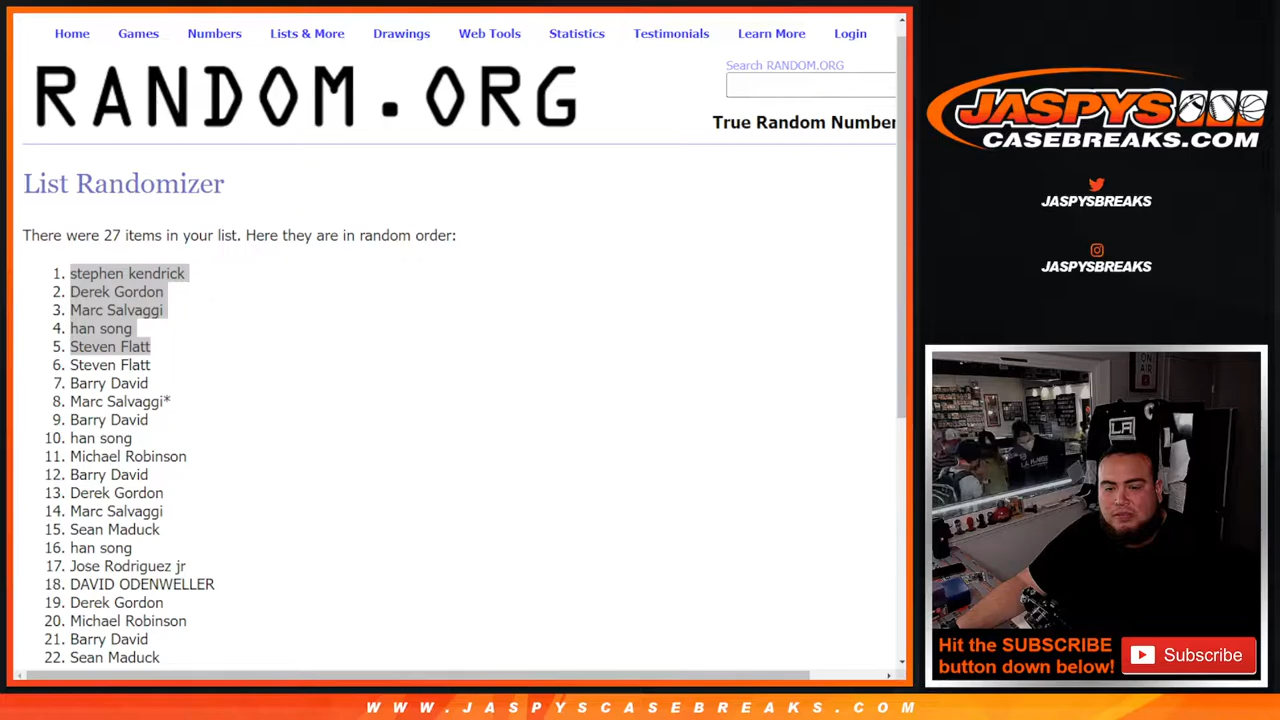 Home Games Numbers Lists & More Drawings Web Tools Statistics Testimonials Learn More Login
Search RANDOM.ORG
RANDOM.ORG
True Random Number
List Randomizer
There were 27 items in your list. Here they are in random order:
1. stephen kendrick
2. Derek Gordon
3. Marc Salvaggi
4. han song
5. Steven Flatt
6. Steven Flatt
7. Barry David
8. Marc Salvaggi*
9. Barry David
10. han song
11. Michael Robinson
12. Barry David
13. Derek Gordon
14. Marc Salvaggi
15. Sean Maduck
16. han song
17. Jose Rodriguez jr
18. DAVID ODENWELLER
19. Derek Gordon
20. Michael Robinson
21. Barry David
22. Sean Maduck
JASPYS
CASEBREAKS.COM
JASPYSBREAKS
JASPYSBREAKS
ON
AIR
LA
Hit the SUBSCRIBE
button down below!
Subscribe
WWW.JASPYSCASEBREAKS.COM